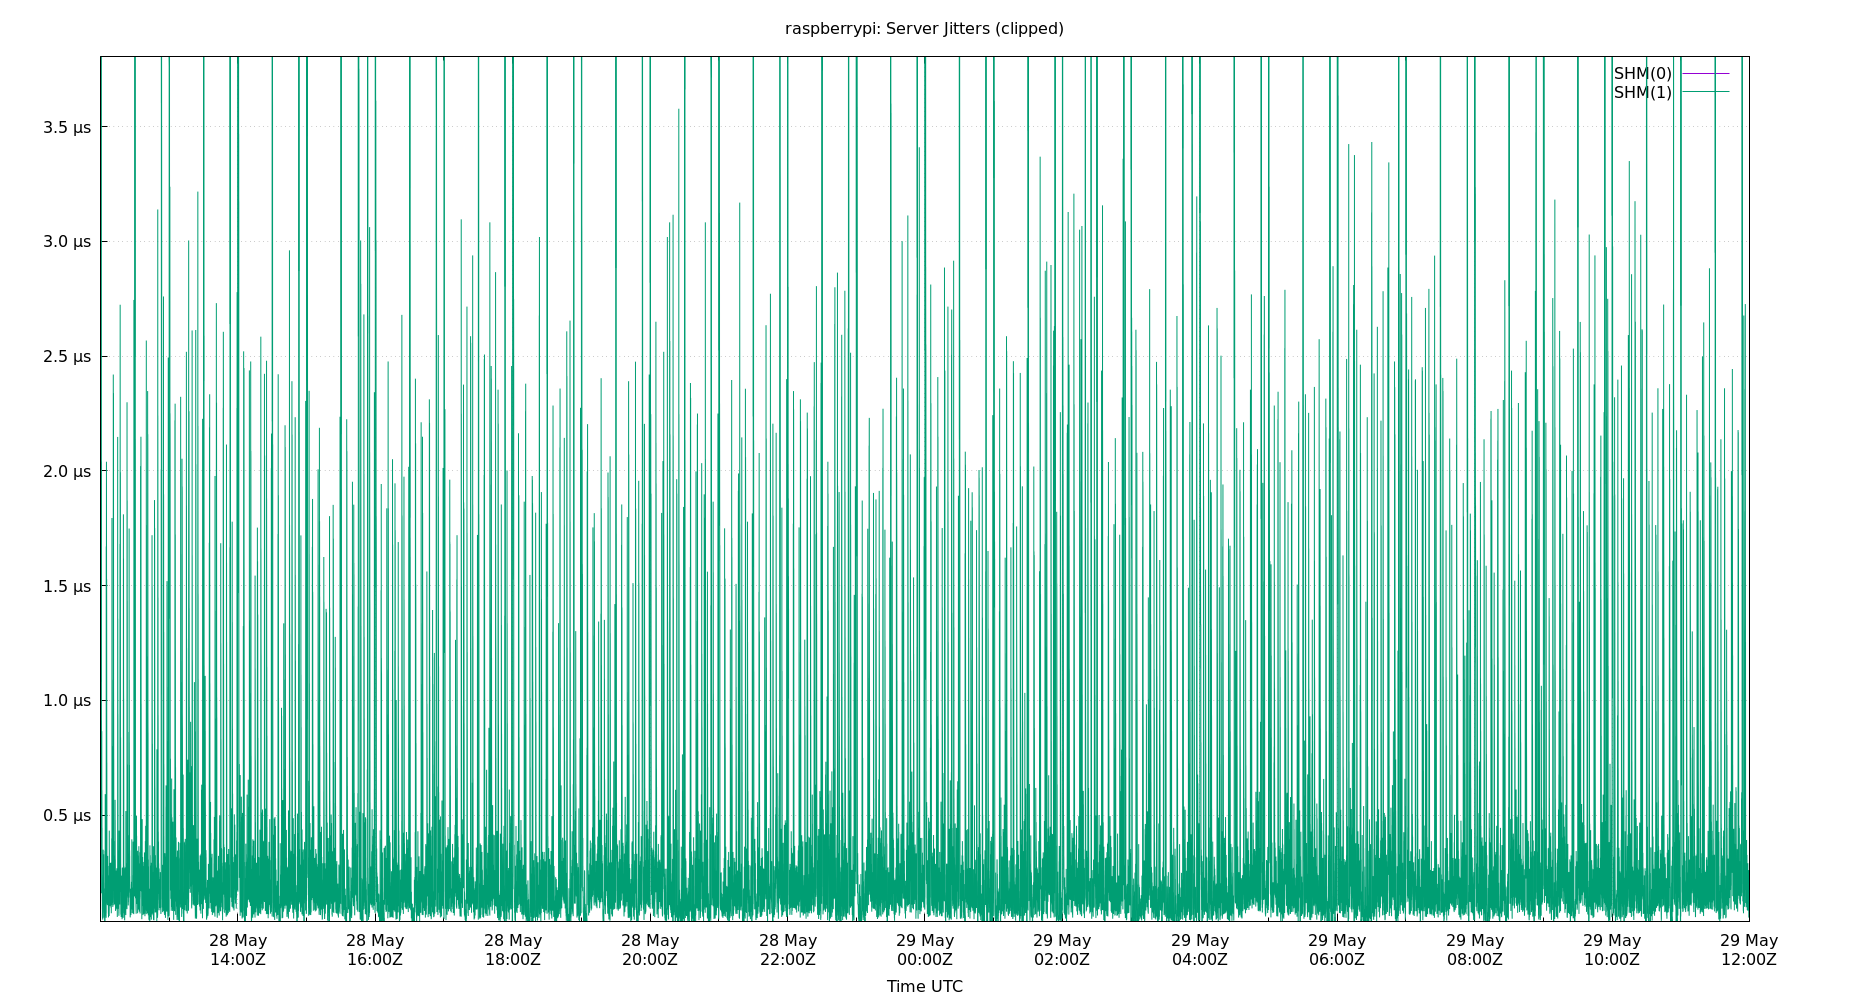 raspberrypi: Server Jitters (clipped)
SHM(0)
SHM(1)
3.5 µs
3.0 µs
2.5 µs
2.0 µs
1.5 µs
1.0 µs
0.5 µs
28 May 28 May 28 May 28 May 28 May 29 May 29 May 29 May 29 May 29 May 29 May 29 May
14:00Z 16:00Z 18:00Z 20:00Z 22:00Z 00:00Z 02:00Z 04:00Z 06:00Z 08:00Z 10:00Z 12:00Z
Time UTC